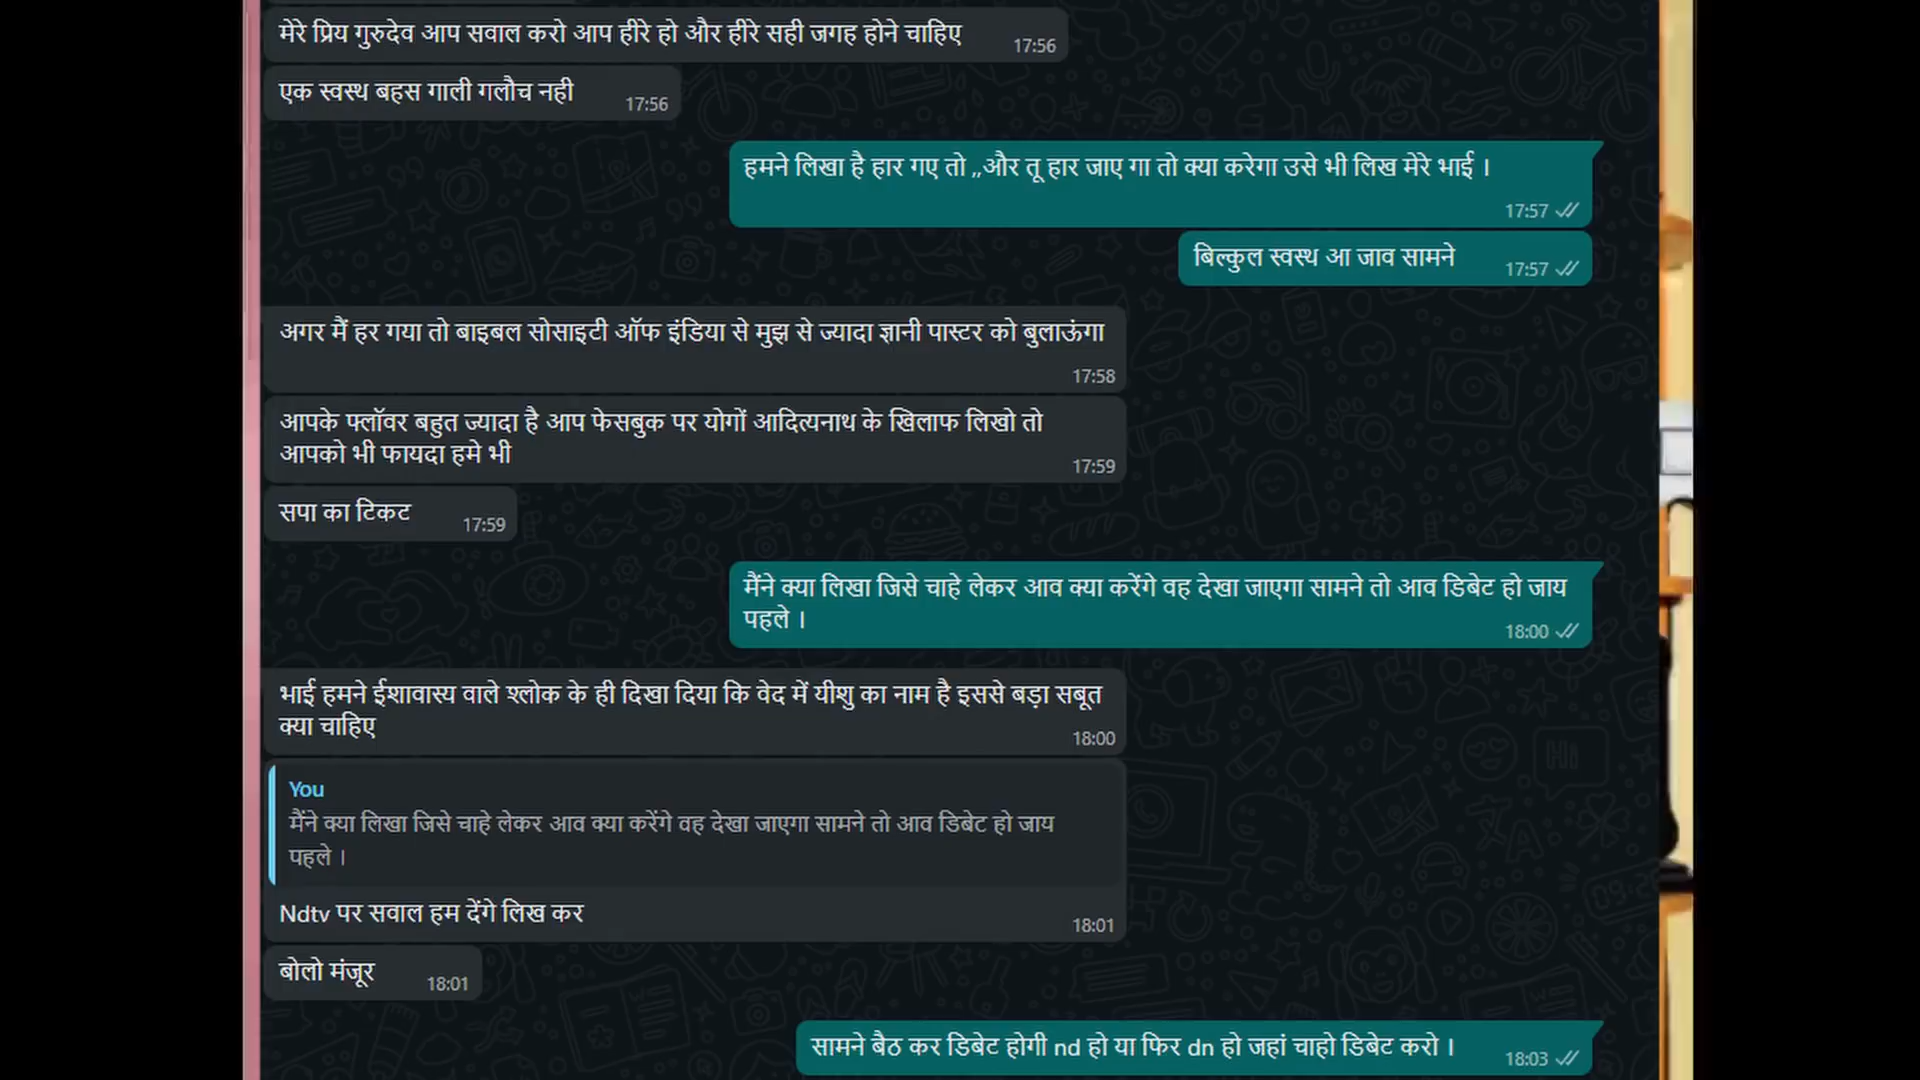 मेरे प्रिय गुरुदेव आप सवाल करो आप हीरे हो और हीरे सही जगह होने चाहिए 17:56
एक स्वस्थ बहस गाली गलौच नही 17:56
हमने लिखा है हार गए तो ,,और तू हार जाए गा तो क्या करेगा उसे भी लिख मेरे भाई ।
17:57
बिल्कुल स्वस्थ आ जाव सामने 17:57
अगर मैं हर गया तो बाइबल सोसाइटी ऑफ इंडिया से मुझ से ज्यादा ज्ञानी पास्टर को बुलाऊंगा
17:58
आपके फ्लॉवर बहुत ज्यादा है आप फेसबुक पर योगों आदित्यनाथ के खिलाफ लिखो तो
आपको भी फायदा हमे भी 17:59
सपा का टिकट 17:59
मैंने क्या लिखा जिसे चाहे लेकर आव क्या करेंगे वह देखा जाएगा सामने तो आव डिबेट हो जाय
पहले ।
18:00
भाई हमने ईशावास्य वाले श्लोक के ही दिखा दिया कि वेद में यीशु का नाम है इससे बड़ा सबूत
क्या चाहिए 18:00
You
मैंने क्या लिखा जिसे चाहे लेकर आव क्या करेंगे वह देखा जाएगा सामने तो आव डिबेट हो जाय
पहले ।
Ndtv पर सवाल हम देंगे लिख कर 18:01
बोलो मंजूर 18:01
सामने बैठ कर डिबेट होगी nd हो या फिर dn हो जहां चाहो डिबेट करो । 18:03